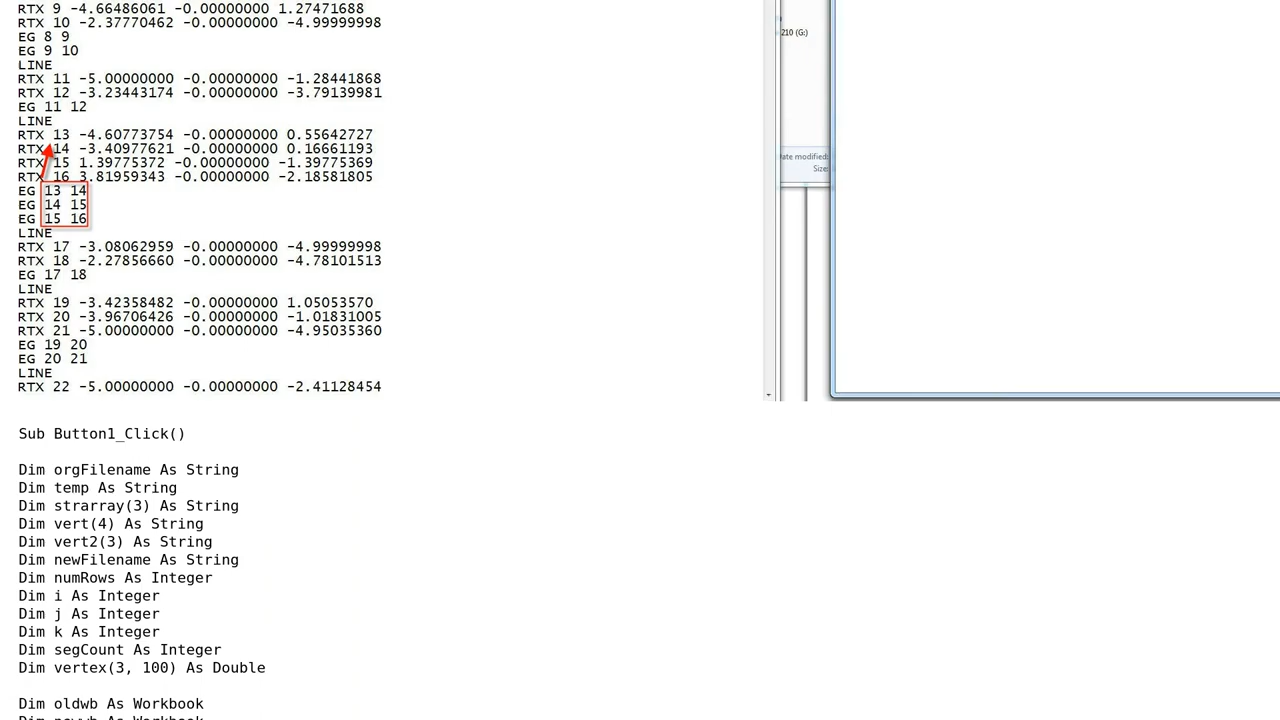 RTX 9 -4.66486061 -0.00000000 1.27471688
RTX 10 -2.37770462 -0.00000000 -4.99999998
EG 8 9
EG 9 10
LINE
RTX 11 -5.00000000 -0.00000000 -1.28441868
RTX 12 -3.23443174 -0.00000000 -3.79139981
EG 11 12
LINE
RTX 13 -4.60773754 -0.00000000 0.55642727
RTX 14 -3.40977621 -0.00000000 0.16661193
RTX 15 1.39775372 -0.00000000 -1.39775369
RTX 16 3.81959343 -0.00000000 -2.18581805
EG 13 14
EG 14 15
EG 15 16
LINE
RTX 17 -3.08062959 -0.00000000 -4.99999998
RTX 18 -2.27856660 -0.00000000 -4.78101513
EG 17 18
LINE
RTX 19 -3.42358482 -0.00000000 1.05053570
RTX 20 -3.96706426 -0.00000000 -1.01831005
RTX 21 -5.00000000 -0.00000000 -4.95035360
EG 19 20
EG 20 21
LINE
RTX 22 -5.00000000 -0.00000000 -2.41128454
210 (G:)
ate modified:
Size:
Sub Button1_Click()
Dim orgFilename As String
Dim temp As String
Dim strarray(3) As String
Dim vert(4) As String
Dim vert2(3) As String
Dim newFilename As String
Dim numRows As Integer
Dim i As Integer
Dim j As Integer
Dim k As Integer
Dim segCount As Integer
Dim vertex(3, 100) As Double
Dim oldwb As Workbook
Dim newwb As Workbook